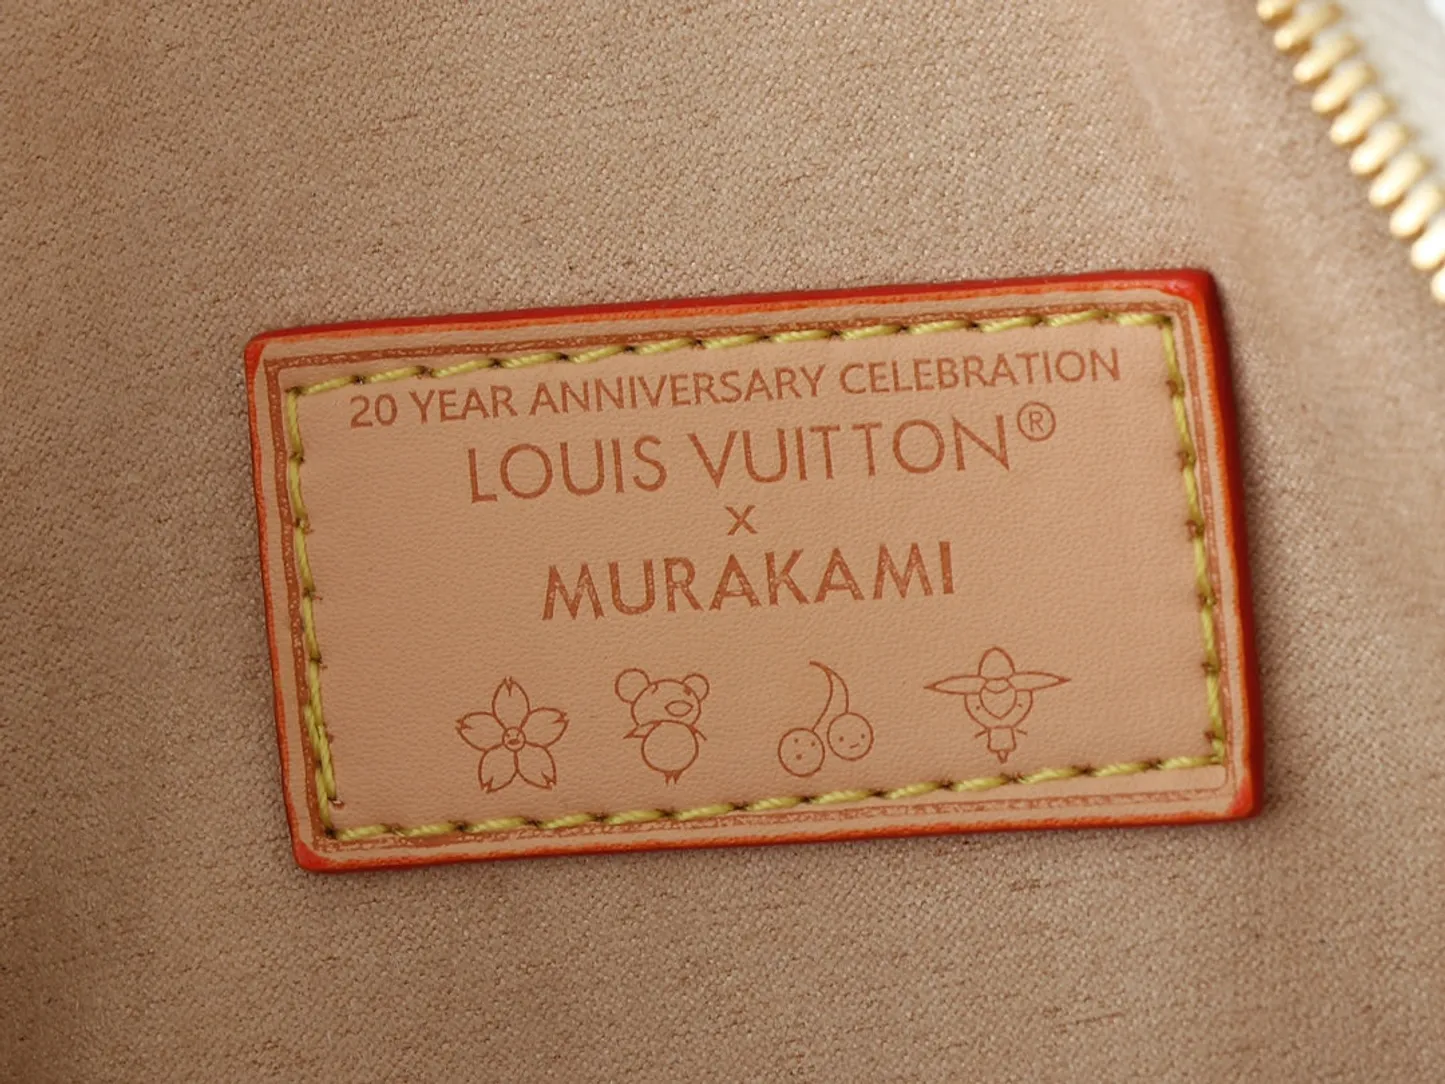 20 YEAR ANNIVERSARY CELEBRATION
LOUIS VUITTON®
x
MURAKAMI